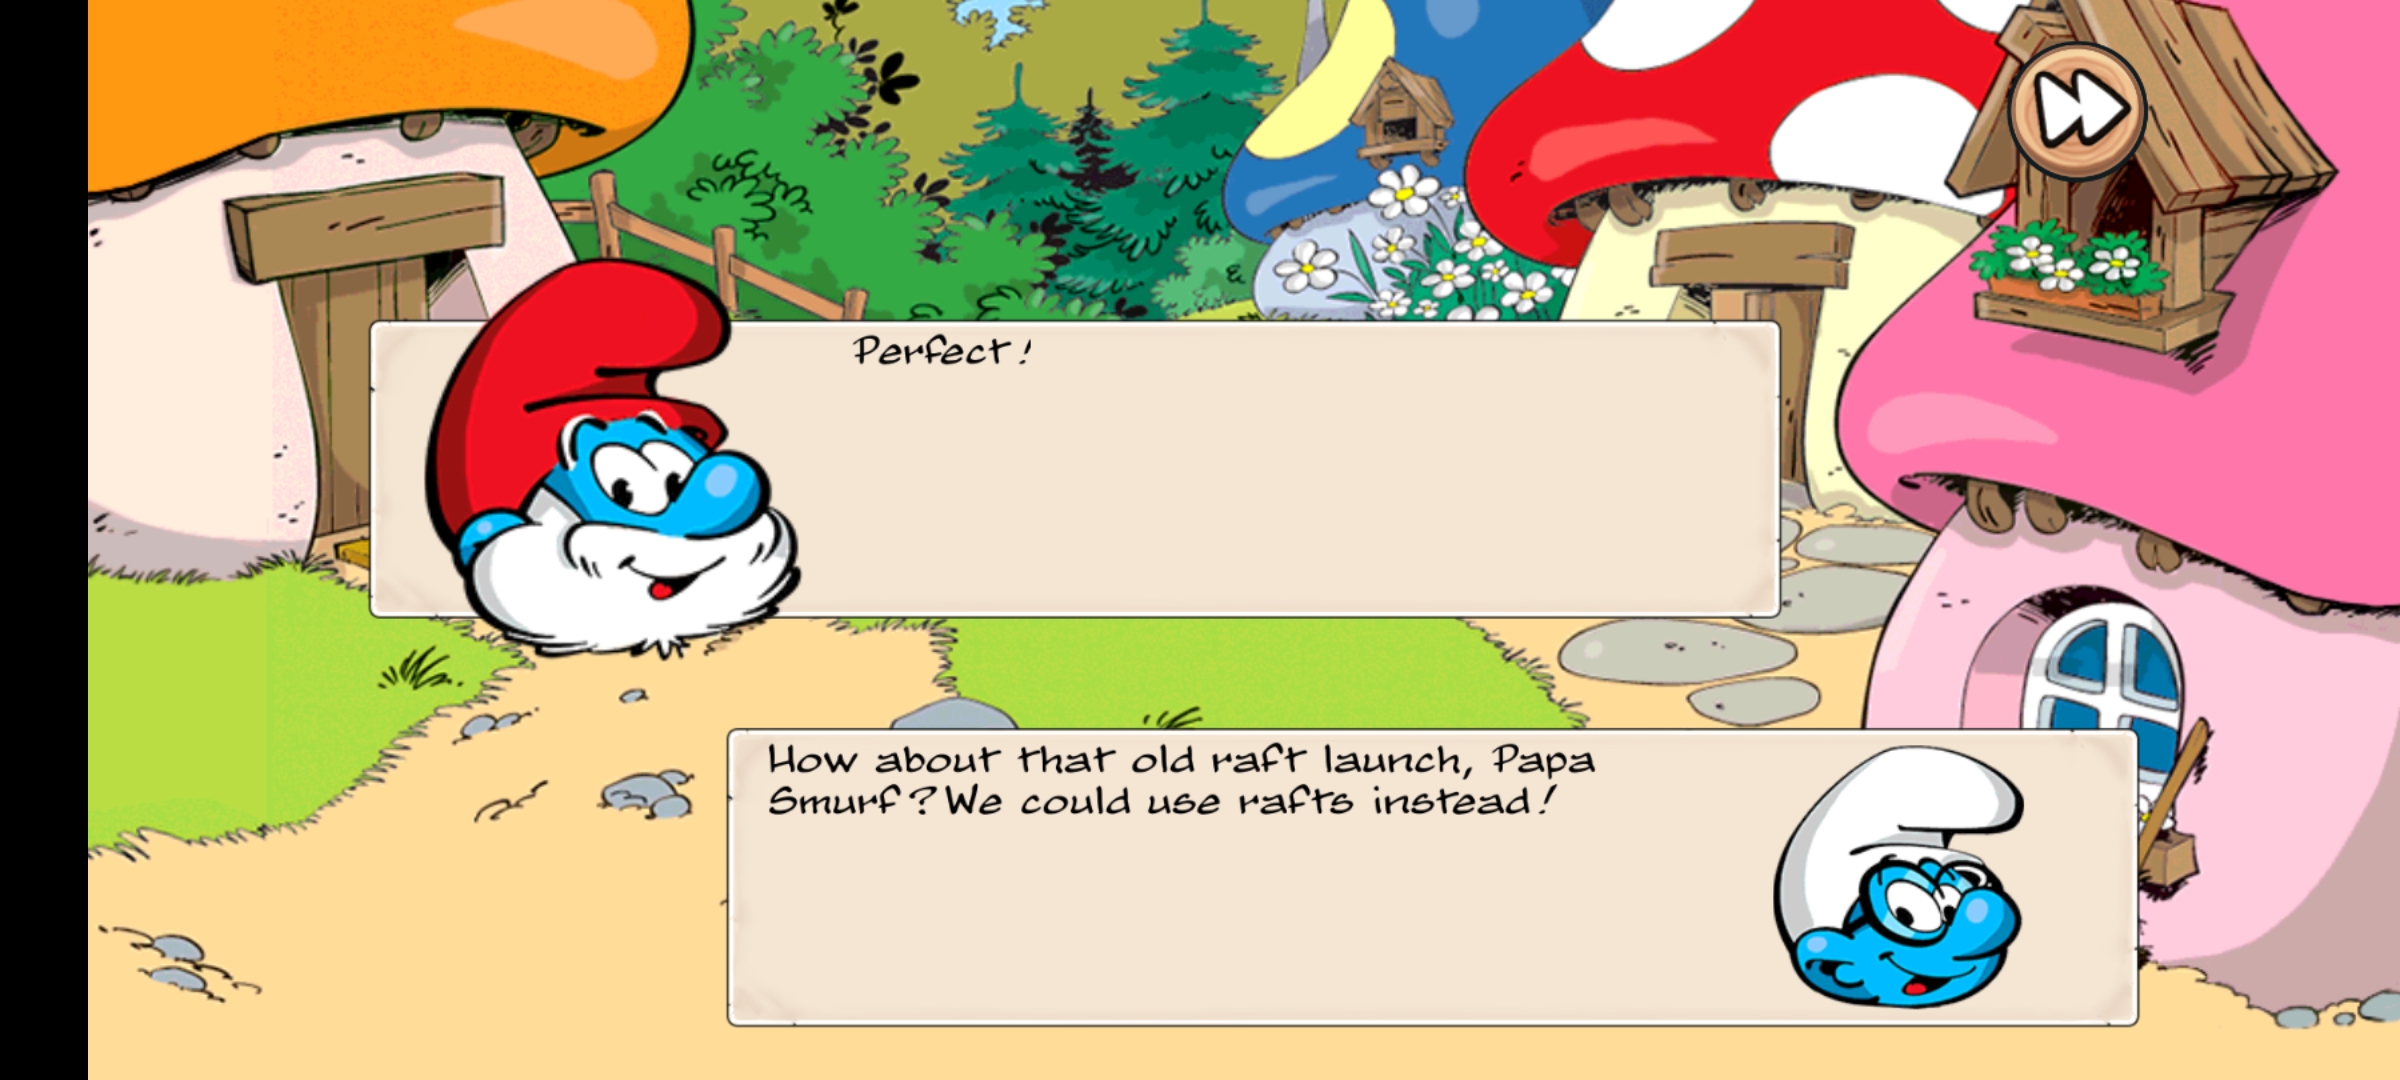 Perfect!
How about that old raft launch, Papa
Smurf? We could use rafts instead!